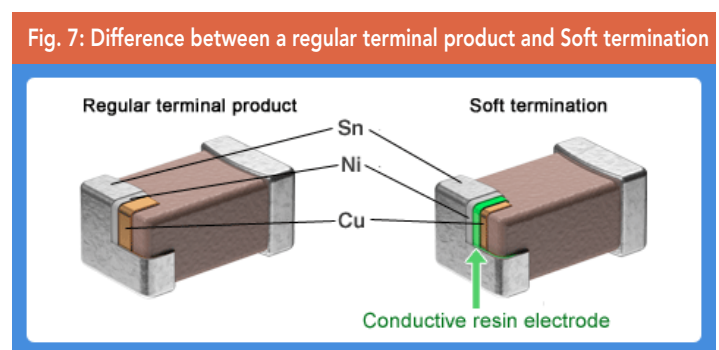 Fig. 7: Difference between a regular terminal product and Soft termination
Regular terminal product
Soft termination
Sn
Ni
Cu
Conductive resin electrode